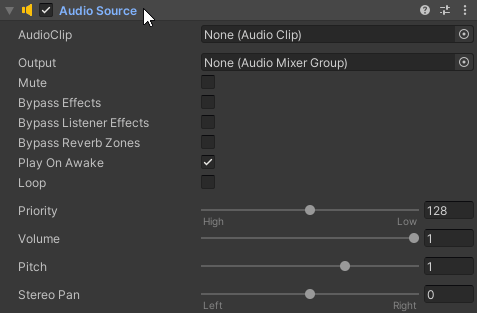 Audio Source
AudioClip None (Audio Clip)
Output None (Audio Mixer Group)
Mute
Bypass Effects
Bypass Listener Effects
Bypass Reverb Zones
Play On Awake
Loop
Priority 128
High Low
Volume 1
Pitch 1
Stereo Pan 0
Left Right